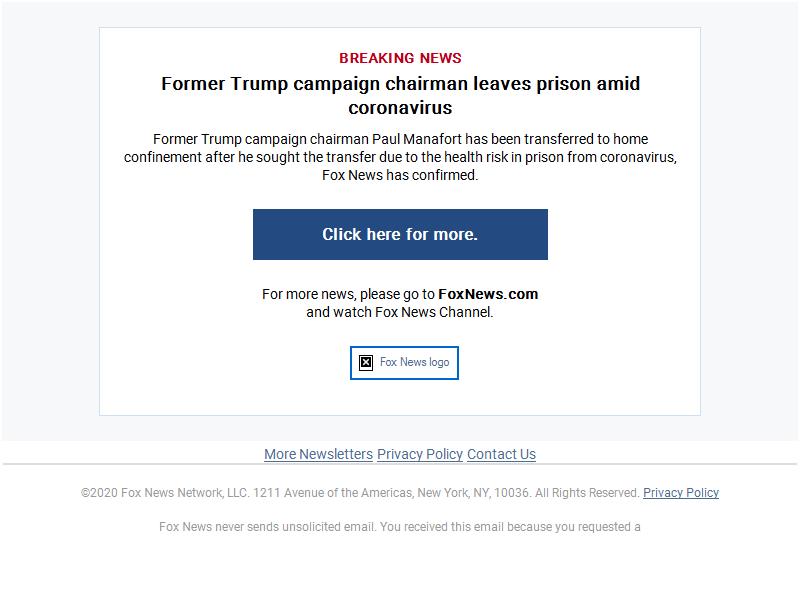 BREAKING NEWS
Former Trump campaign chairman leaves prison amid
coronavirus
Former Trump campaign chairman Paul Manafort has been transferred to home
confinement after he sought the transfer due to the health risk in prison from coronavirus,
Fox News has confirmed.
Click here for more.
For more news, please go to FoxNews.com
and watch Fox News Channel.
Fox News logo
More Newsletters Privacy Policy Contact Us
©2020 Fox News Network, LLC. 1211 Avenue of the Americas, New York, NY, 10036. All Rights Reserved. Privacy Policy
Fox News never sends unsolicited email. You received this email because you requested a